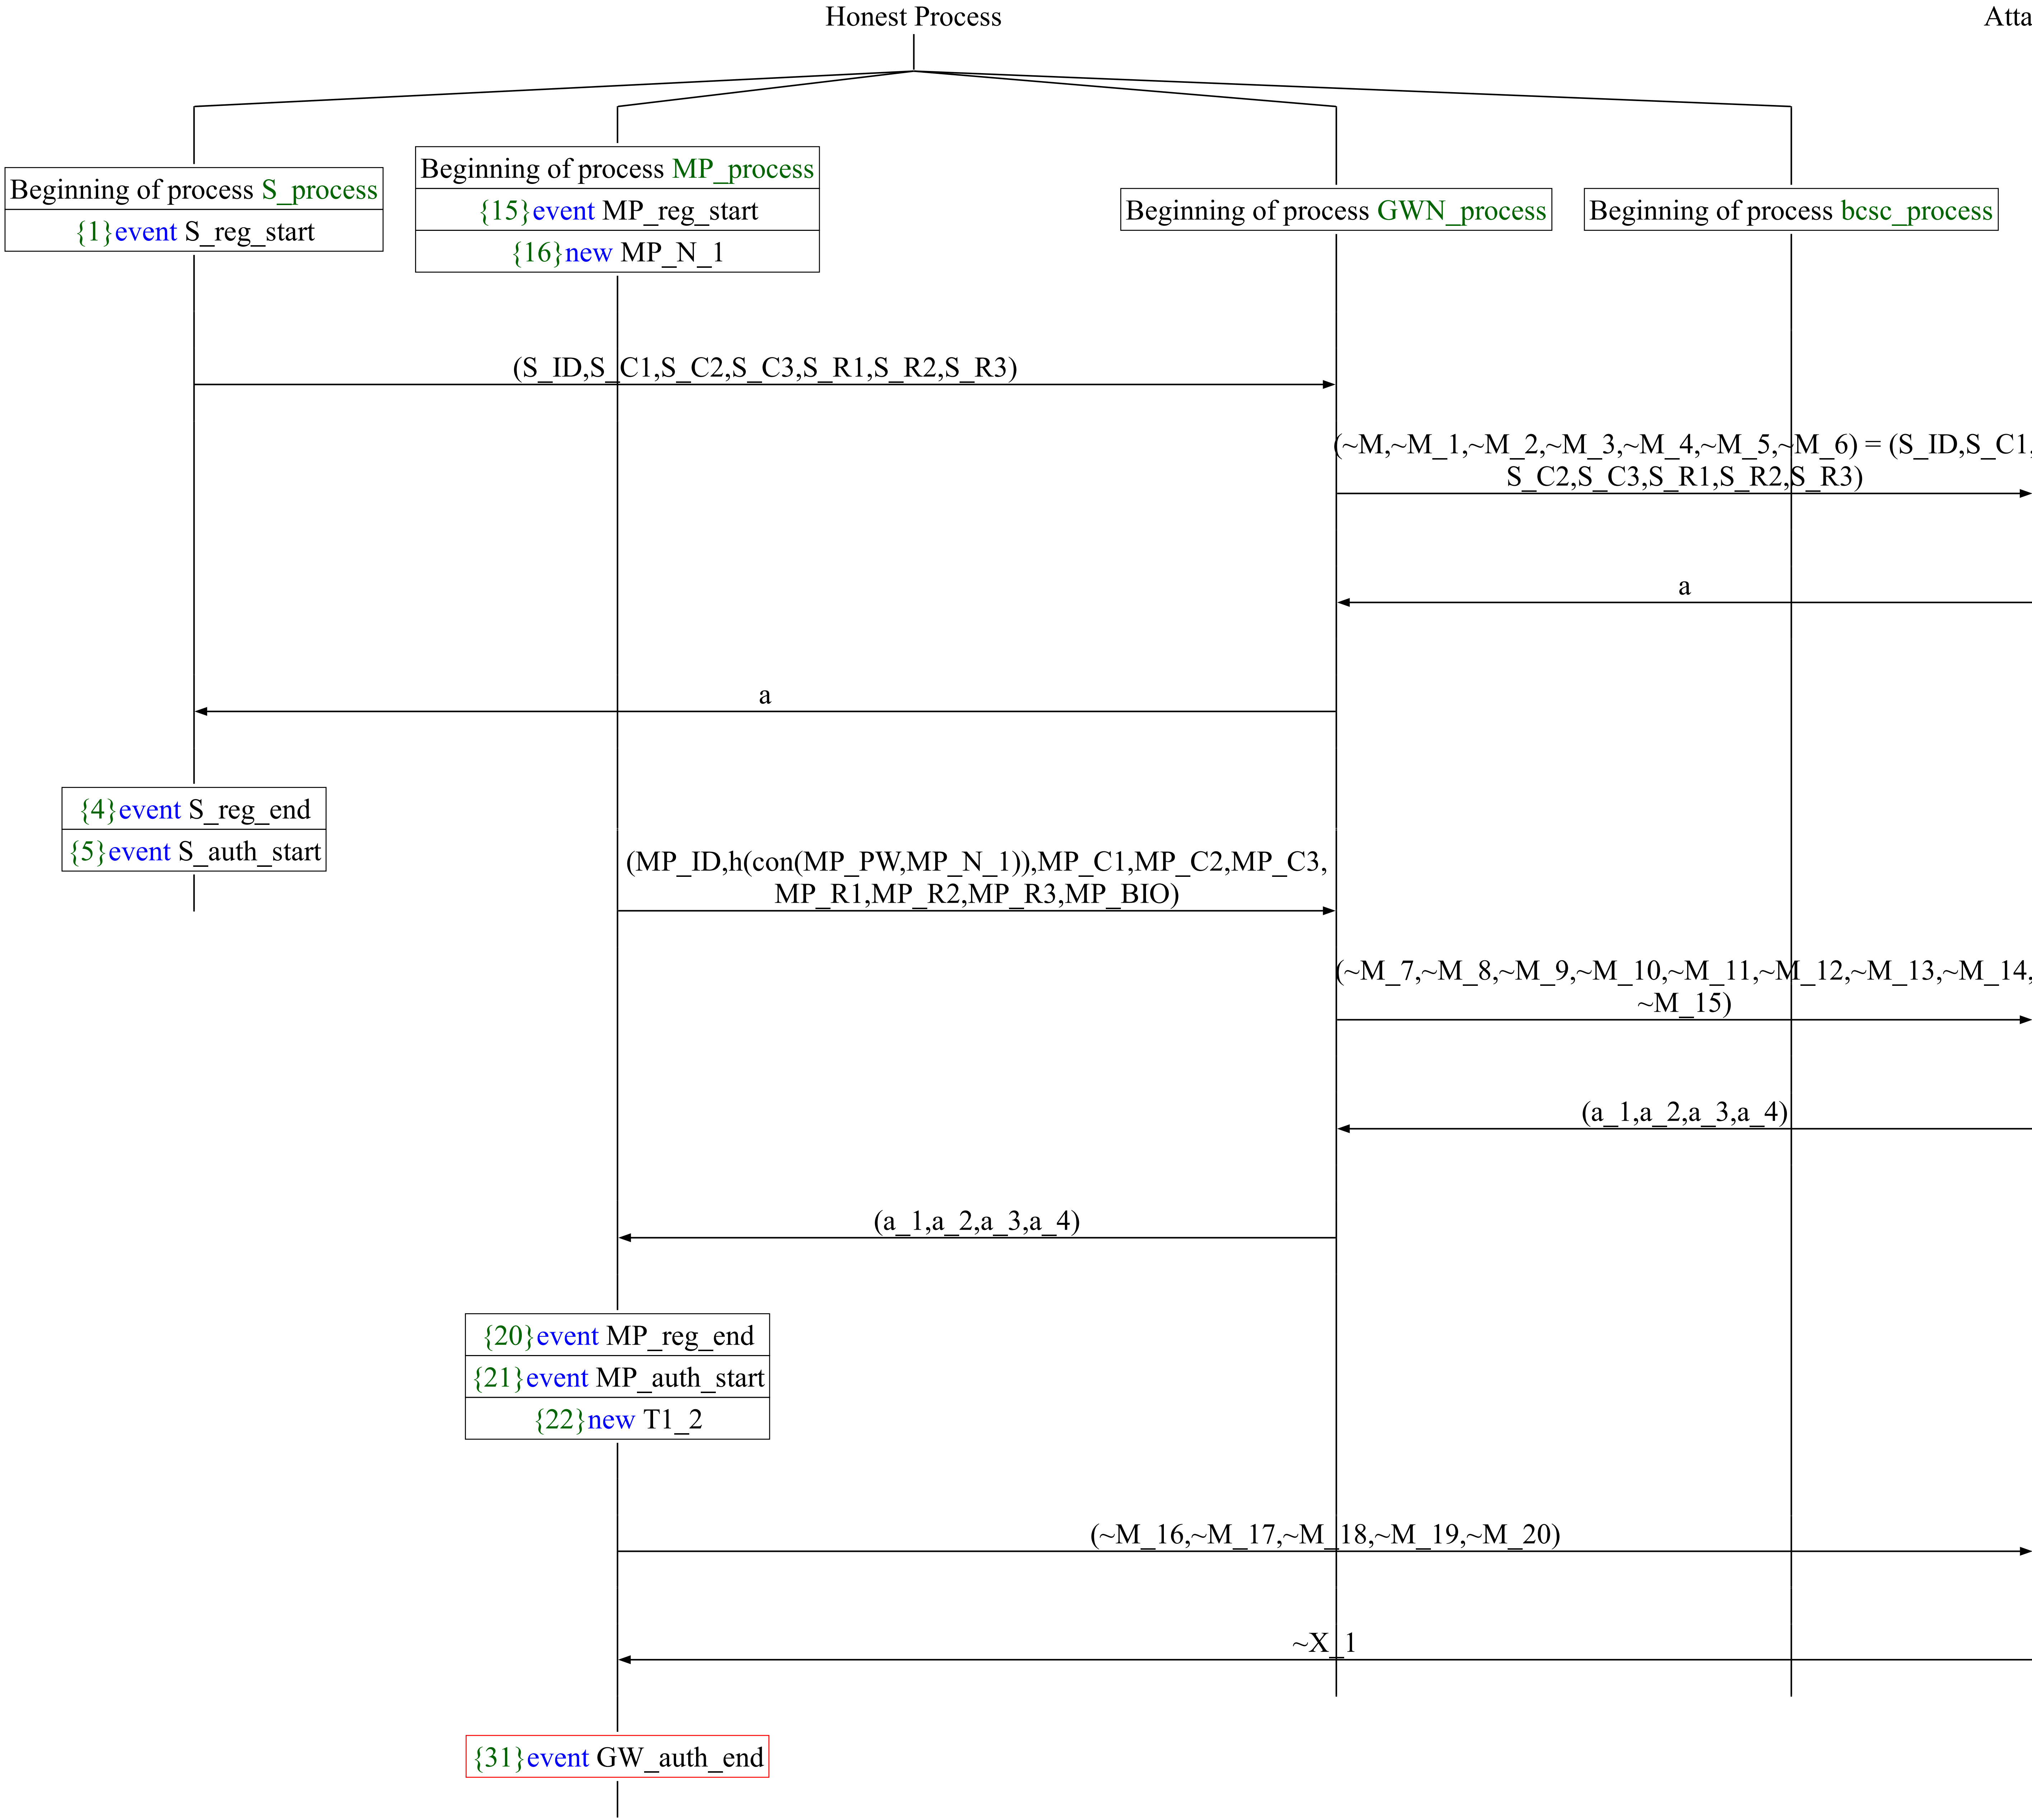 Honest Process
Atta
Beginning of process S_process
{1}event S_reg_start
Beginning of process MP_process
{15}event MP_reg_start
{16}new MP_N_1
Beginning of process GWN_process
Beginning of process bcsc_process
(S_ID,S_C1,S_C2,S_C3,S_R1,S_R2,S_R3)
(~M,~M_1,~M_2,~M_3,~M_4,~M_5,~M_6) = (S_ID,S_C1,
S_C2,S_C3,S_R1,S_R2,S_R3)
a
a
{4}event S_reg_end
{5}event S_auth_start
(MP_ID,h(con(MP_PW,MP_N_1)),MP_C1,MP_C2,MP_C3,
MP_R1,MP_R2,MP_R3,MP_BIO)
(~M_7,~M_8,~M_9,~M_10,~M_11,~M_12,~M_13,~M_14,
~M_15)
(a_1,a_2,a_3,a_4)
(a_1,a_2,a_3,a_4)
{20}event MP_reg_end
{21}event MP_auth_start
{22}new T1_2
(~M_16,~M_17,~M_18,~M_19,~M_20)
~X_1
{31}event GW_auth_end